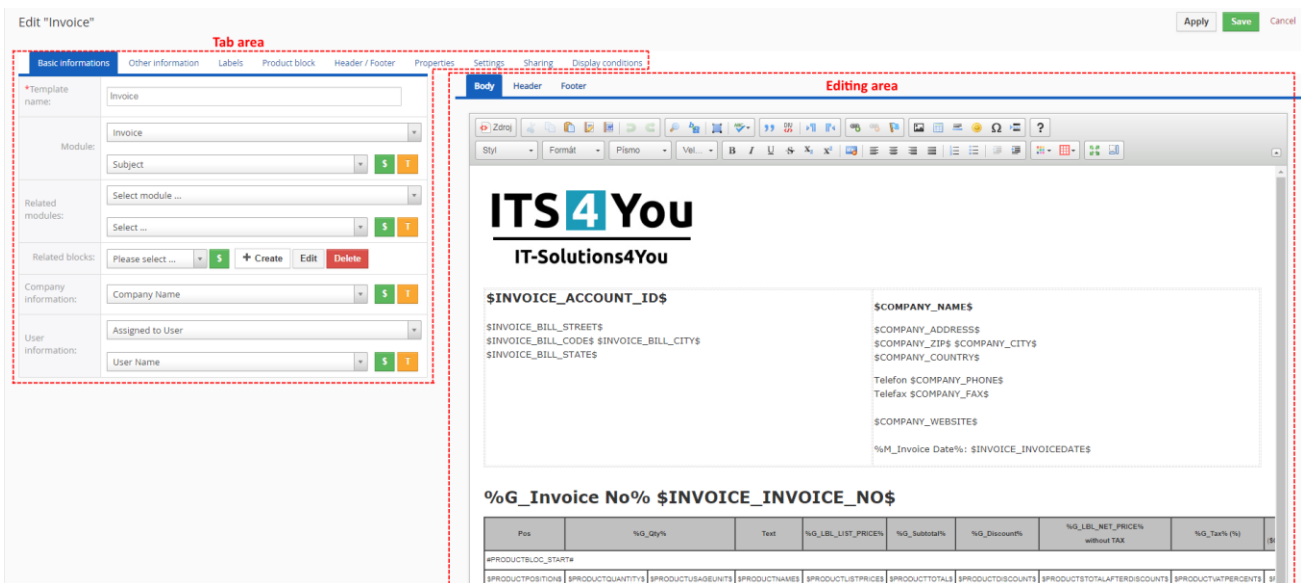 Edit "Invoice"
Apply Save Cancel
Tab area
Basic informations Other information Labels Product block Header / Footer Properties Settings Sharing Display conditions
*Template name:
Invoice
Module:
Invoice
Subject
$ T
Related modules:
Select module ...
Select ...
$ T
Related blocks:
Please select ...
$
+ Create Edit Delete
Company information:
Company Name
$ T
User information:
Assigned to User
User Name
$ T
Body Header Footer
Editing area
Zdroj
Styl Formát Písmo Vel...
B I U S X₂ X²
ITS 4 You
IT-Solutions4You
$INVOICE_ACCOUNT_ID$
$INVOICE_BILL_STREET$
$INVOICE_BILL_CODE$ $INVOICE_BILL_CITY$
$INVOICE_BILL_STATE$
$COMPANY_NAME$
$COMPANY_ADDRESS$
$COMPANY_ZIP$ $COMPANY_CITY$
$COMPANY_COUNTRY$
Telefon $COMPANY_PHONE$
Telefax $COMPANY_FAX$
$COMPANY_WEBSITE$
%M_Invoice Date%: $INVOICE_INVOICEDATE$
%G_Invoice No% $INVOICE_INVOICE_NO$
Pos %G_Qty% Text %G_LBL_LIST_PRICE% %G_Subtotal% %G_Discount% %G_LBL_NET_PRICE% without TAX %G_Tax% (%)
#PRODUCTBLOC_START#
$PRODUCTPOSITION$ $PRODUCTQUANTITY$ $PRODUCTUSAGEUNIT$ $PRODUCTNAME$ $PRODUCTLISTPRICE$ $PRODUCTTOTAL$ $PRODUCTDISCOUNT$ $PRODUCTSTOTALAFTERDISCOUNT$ $PRODUCTVATPERCENT$